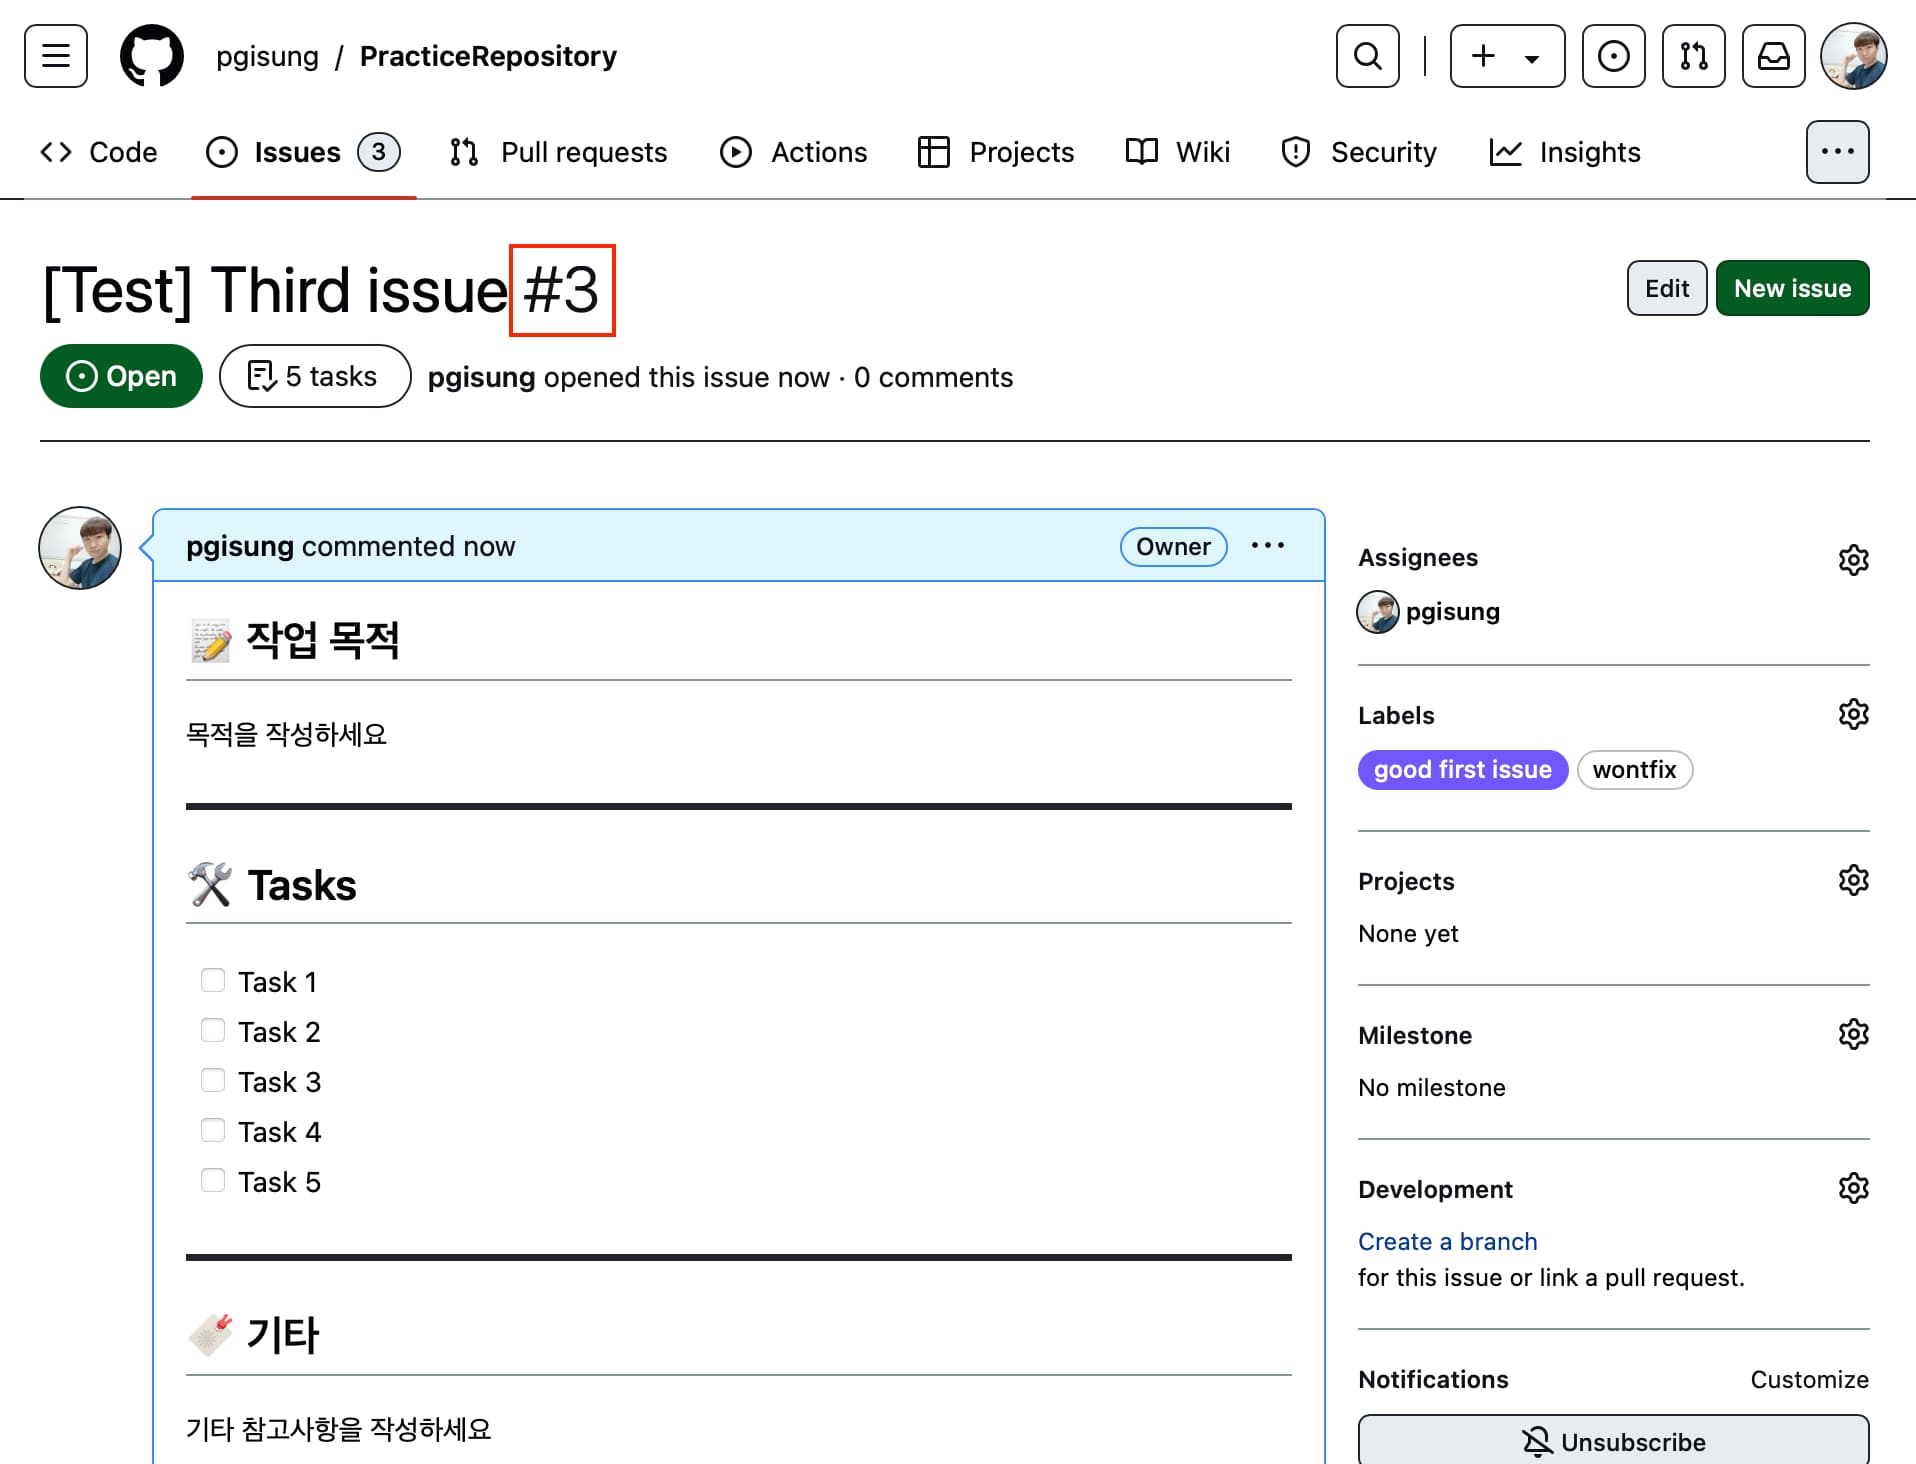 pgisung / PracticeRepository
Code Issues 3 Pull requests Actions Projects Wiki Security Insights
[Test] Third issue #3
Edit New issue
Open 5 tasks pgisung opened this issue now · 0 comments
pgisung commented now Owner
작업 목적
목적을 작성하세요
Tasks
Task 1
Task 2
Task 3
Task 4
Task 5
기타
기타 참고사항을 작성하세요
Assignees
pgisung
Labels
good first issue wontfix
Projects
None yet
Milestone
No milestone
Development
Create a branch
for this issue or link a pull request.
Notifications Customize
Unsubscribe